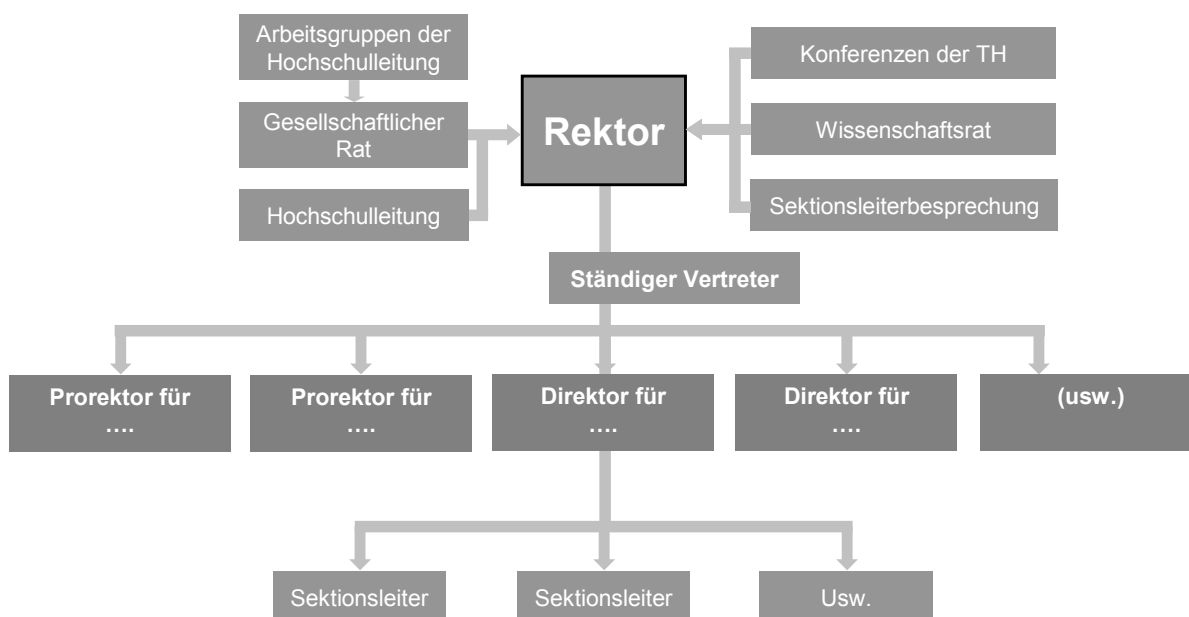 Arbeitsgruppen der
Hochschulleitung
Gesellschaftlicher
Rat
Hochschulleitung
Rektor
Konferenzen der TH
Wissenschaftsrat
Sektionsleiterbesprechung
Ständiger Vertreter
Prorektor für
....
Prorektor für
....
Direktor für
....
Direktor für
....
(usw.)
Sektionsleiter
Sektionsleiter
Usw.